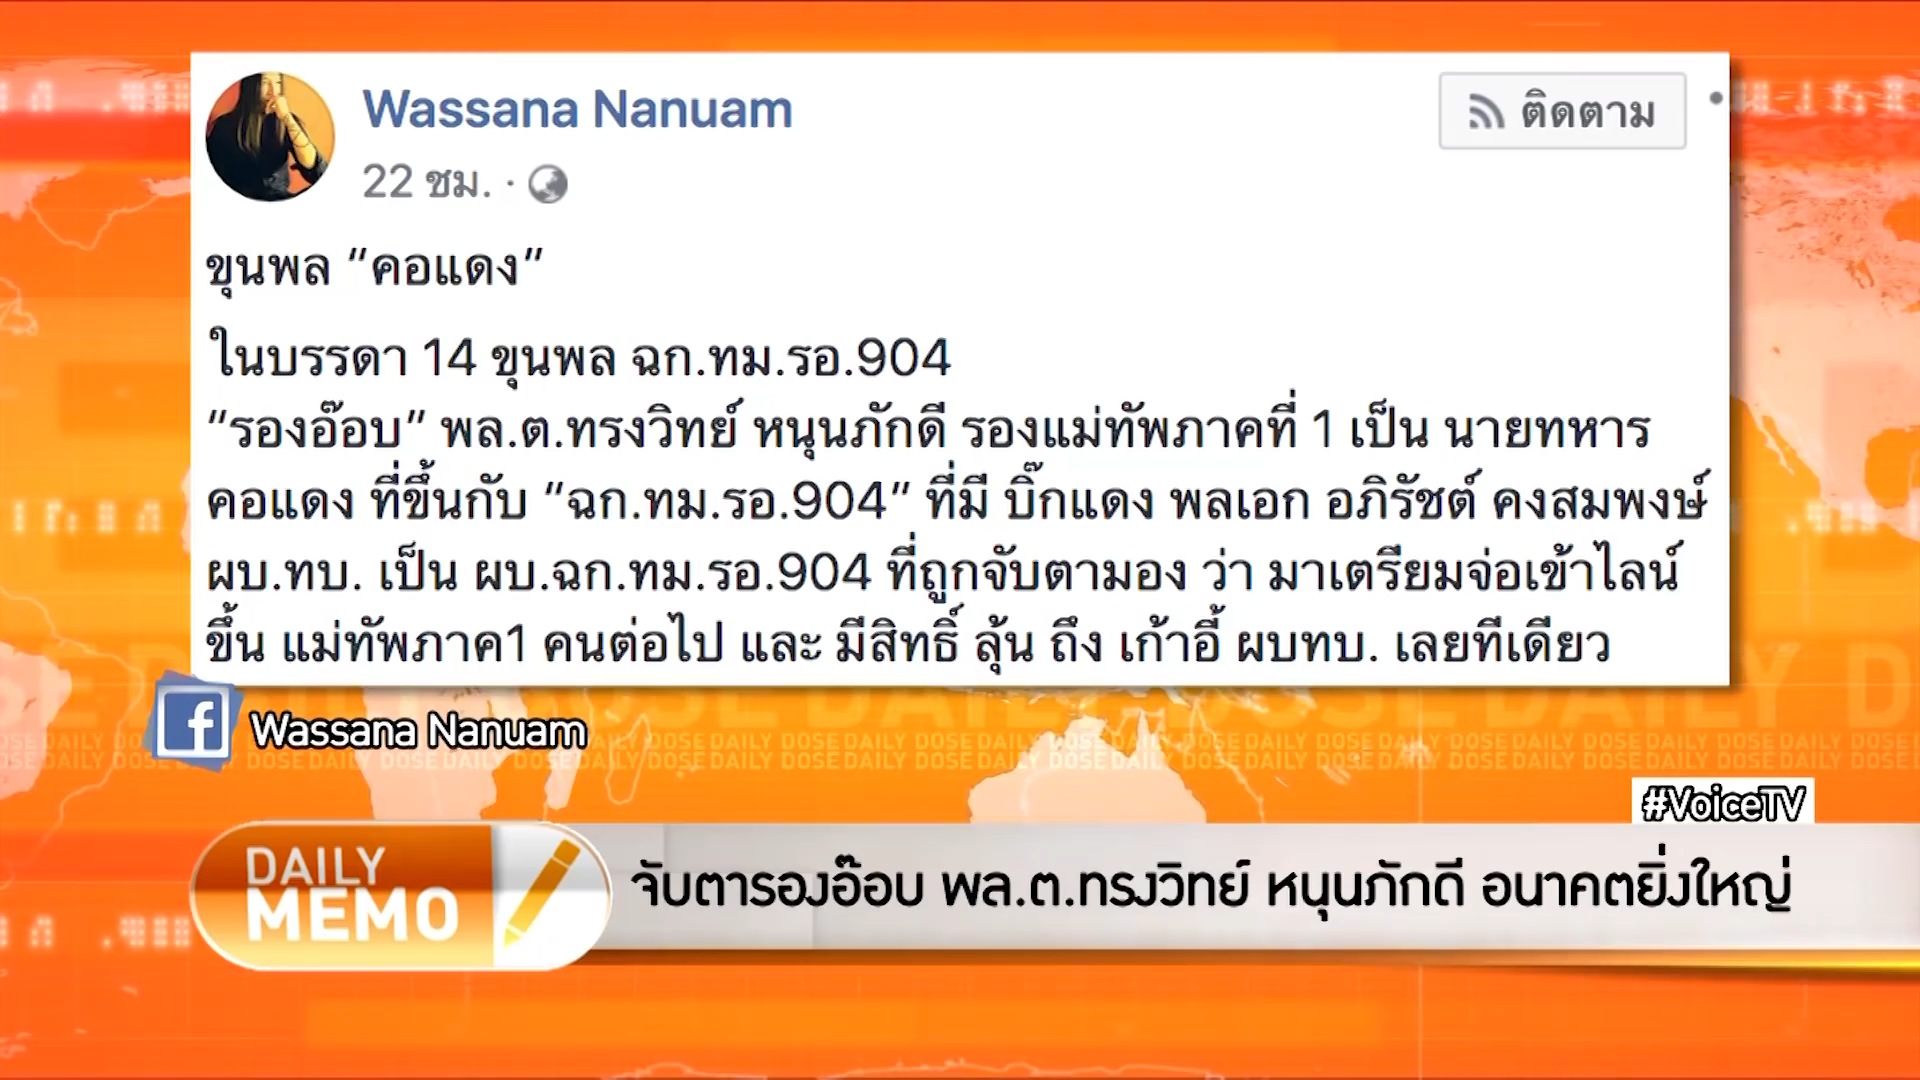 Wassana Nanuam
ติดตาม
22 ชม.
ขุนพล "คอแดง"
ในบรรดา 14 ขุนพล ฉก.ทม.รอ.904
"รองอ๊อบ" พล.ต.ทรงวิทย์ หนุนภักดี รองแม่ทัพภาคที่ 1 เป็น นายทหาร
คอแดง ที่ขึ้นกับ "ฉก.ทม.รอ.904" ที่มี บิ๊กแดง พลเอก อภิรัชต์ คงสมพงษ์
ผบ.ทบ. เป็น ผบ.ฉก.ทม.รอ.904 ที่ถูกจับตามอง ว่า มาเตรียมจ่อเข้าไลน์
ขึ้น แม่ทัพภาค1 คนต่อไป และ มีสิทธิ์ ลุ้น ถึง เก้าอี้ ผบทบ. เลยทีเดียว
Wassana Nanuam
#VoiceTV
DAILY
MEMO
จับตารองอ๊อบ พล.ต.ทรงวิทย์ หนุนภักดี อนาคตยิ่งใหญ่